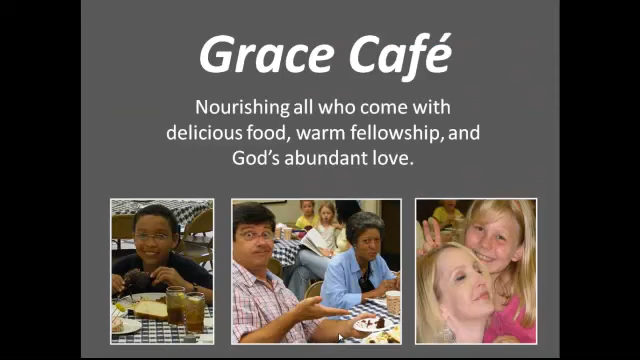 Grace Café
Nourishing all who come with
delicious food, warm fellowship, and
God's abundant love.